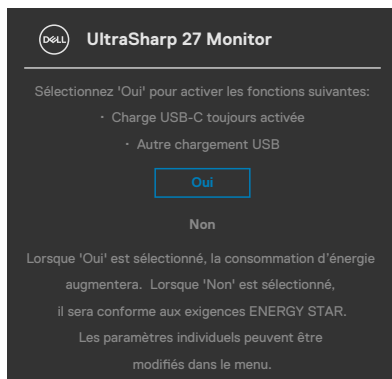 DELL UltraSharp 27 Monitor
Sélectionnez 'Oui' pour activer les fonctions suivantes:
· Charge USB-C toujours activée
· Autre chargement USB
Oui
Non
Lorsque 'Oui' est sélectionné, la consommation d'énergie
augmentera. Lorsque 'Non' est sélectionné,
il sera conforme aux exigences ENERGY STAR.
Les paramètres individuels peuvent être
modifiés dans le menu.